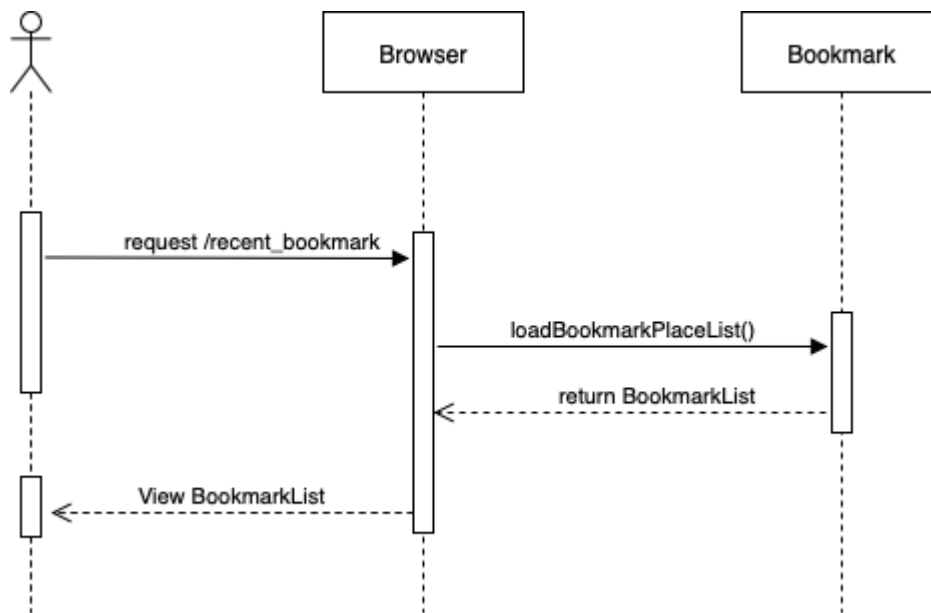 Browser
Bookmark
request /recent_bookmark
loadBookmarkPlaceList()
return BookmarkList
View BookmarkList